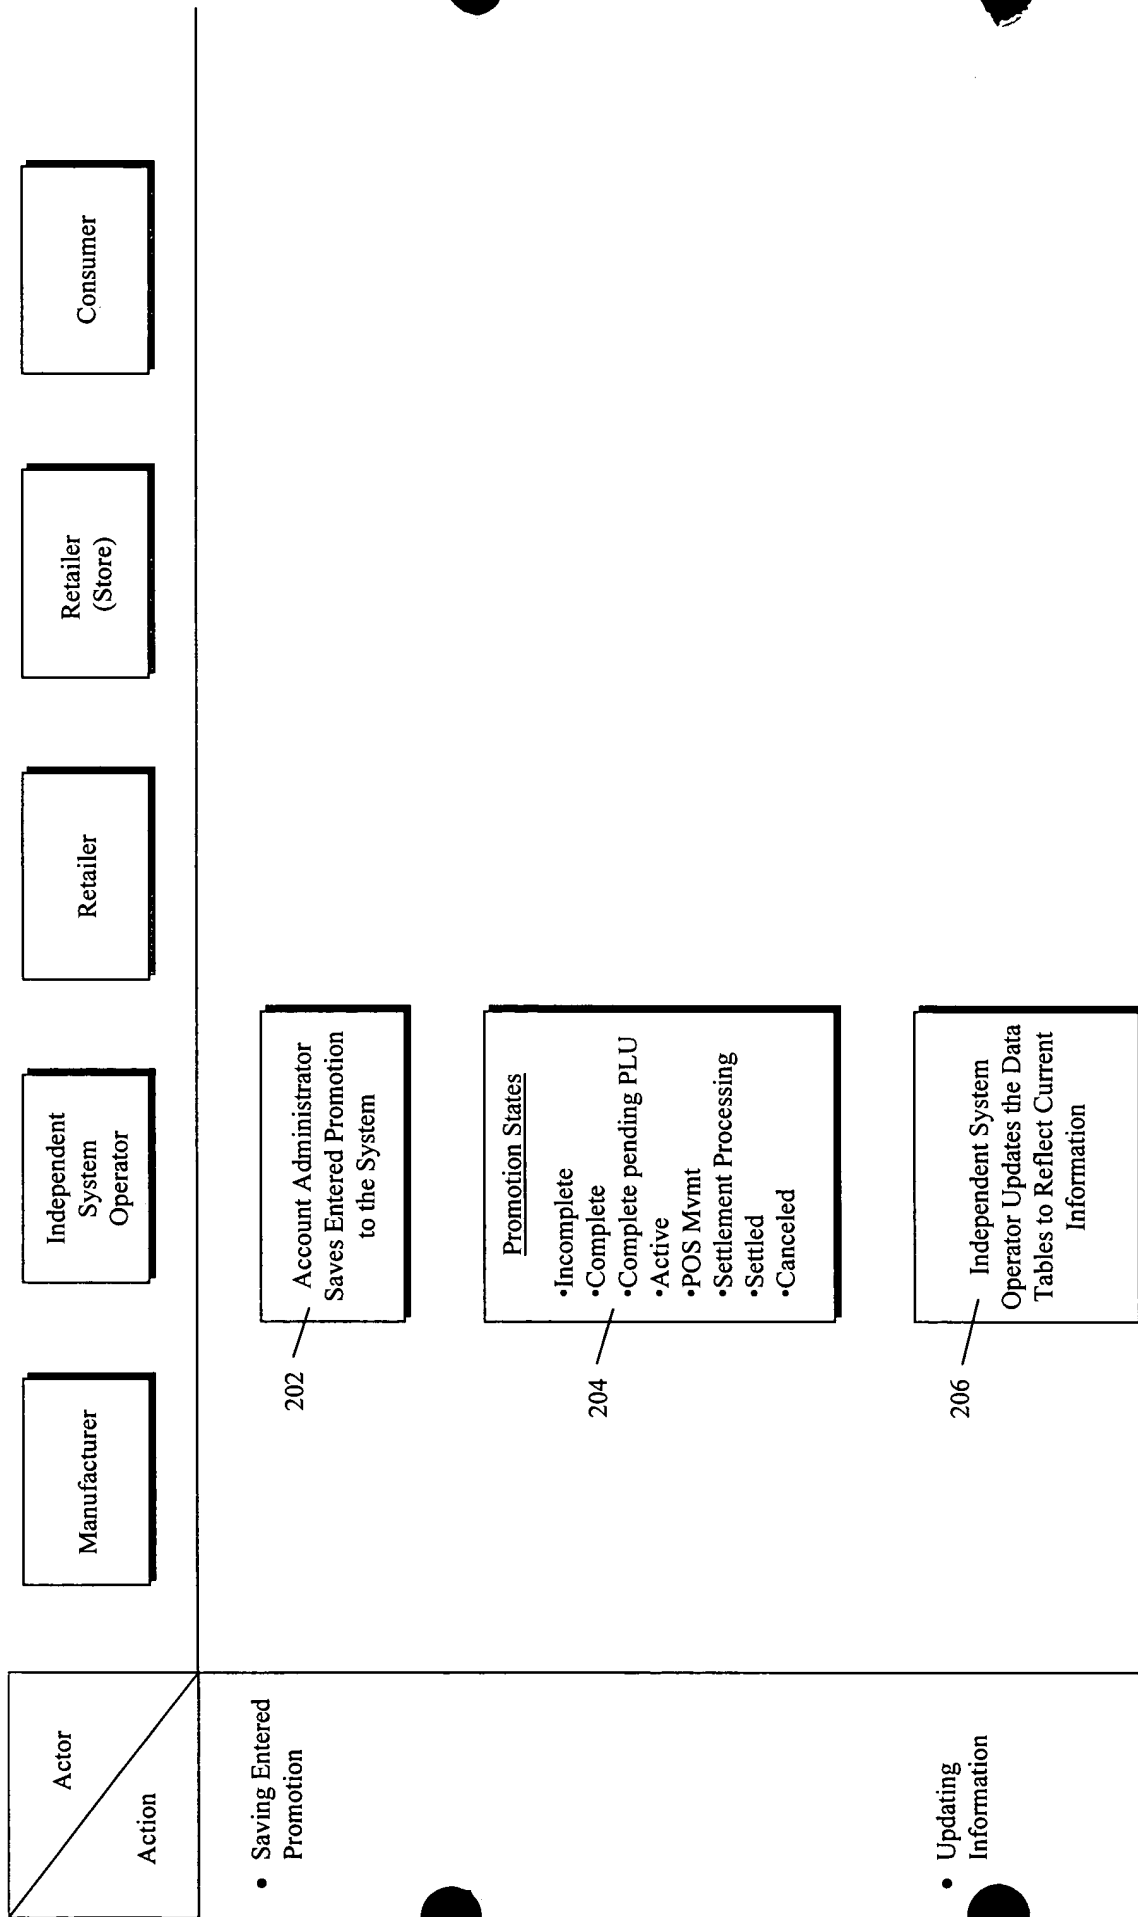 Actor
Action
Manufacturer
Independent
System
Operator
Retailer
Retailer
(Store)
Consumer
• Saving Entered
Promotion
202
Account Administrator
Saves Entered Promotion
to the System
204
Promotion States
•Incomplete
•Complete
•Complete pending PLU
•Active
•POS Mvmt
•Settlement Processing
•Settled
•Canceled
• Updating
Information
206
Independent System
Operator Updates the Data
Tables to Reflect Current
Information